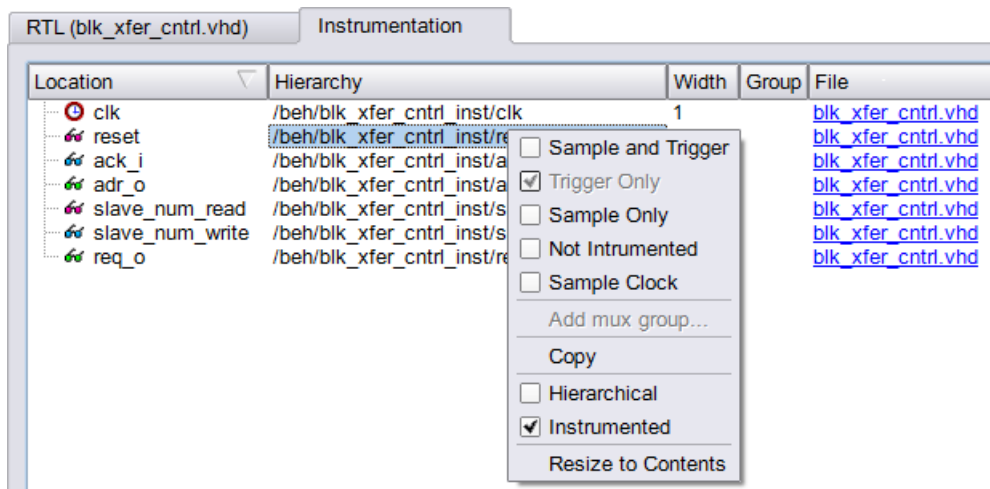 RTL (blk_xfer_cntrl.vhd) Instrumentation
Location Hierarchy Width Group File
clk /beh/blk_xfer_cntrl_inst/clk 1 blk_xfer_cntrl.vhd
reset /beh/blk_xfer_cntrl_inst/re blk_xfer_cntrl.vhd
ack_i /beh/blk_xfer_cntrl_inst/a blk_xfer_cntrl.vhd
adr_o /beh/blk_xfer_cntrl_inst/a blk_xfer_cntrl.vhd
slave_num_read /beh/blk_xfer_cntrl_inst/s blk_xfer_cntrl.vhd
slave_num_write /beh/blk_xfer_cntrl_inst/s blk_xfer_cntrl.vhd
req_o /beh/blk_xfer_cntrl_inst/re blk_xfer_cntrl.vhd
Sample and Trigger
Trigger Only
Sample Only
Not Intrumented
Sample Clock
Add mux group...
Copy
Hierarchical
Instrumented
Resize to Contents